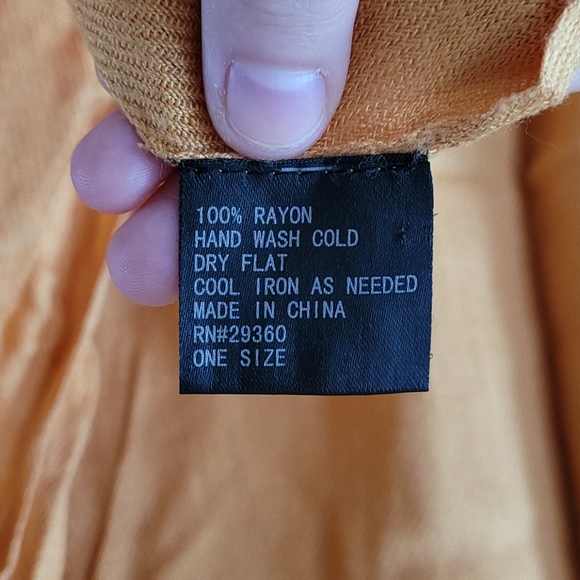 100% RAYON
HAND WASH COLD
DRY FLAT
COOL IRON AS NEEDED
MADE IN CHINA
RN#29360
ONE SIZE